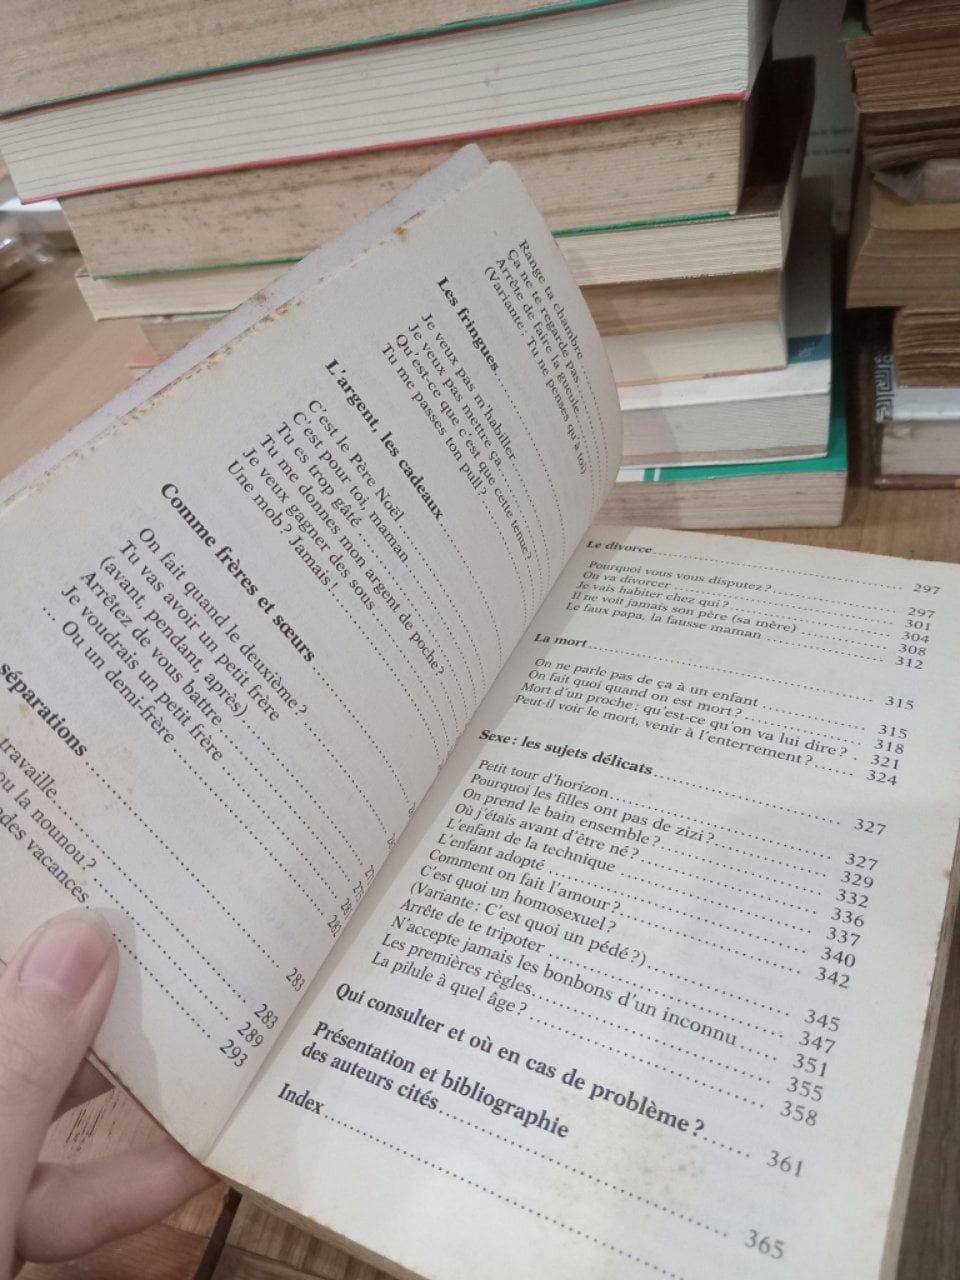 Range ta chambre
Ça ne te regarde pas
Arrête de faire la gueule
(Variante : Tu ne penses qu'à toi)
Les fringues
Je veux pas m'habiller
Je veux pas mettre ça
Qu'est-ce que c'est que cette tenue ?
Tu me passes ton pull ?
L'argent, les cadeaux
C'est le Père Noël
C'est pour toi, maman
Tu es trop gâté
Tu me donnes mon argent de poche ?
Je veux gagner des sous
Une mob ? Jamais !
Comme frères et sœurs
On fait quand le deuxième ?
Tu vas avoir un petit frère
(avant, pendant, après)
Arrêtez de vous battre
Je voudrais un petit frère
... Ou un demi-frère
séparations 283
travaille 283
ou la nounou ? 289
des vacances 293
Le divorce 297
Pourquoi vous vous disputez ? 297
On va divorcer 301
Je vais habiter chez qui ? 304
Il ne voit jamais son père (sa mère) 308
Le faux papa, la fausse maman 312
La mort 315
On ne parle pas de ça à un enfant 315
On fait quoi quand on est mort ? 318
Mort d'un proche : qu'est-ce qu'on va lui dire ? 321
Peut-il voir le mort, venir à l'enterrement ? 324
Sexe : les sujets délicats 327
Petit tour d'horizon 327
Pourquoi les filles ont pas de zizi ? 329
On prend le bain ensemble ? 332
Où j'étais avant d'être né ? 336
L'enfant de la technique 337
L'enfant adopté 340
Comment on fait l'amour ? 342
C'est quoi un homosexuel ?
(Variante : C'est quoi un pédé ?) 345
Arrête de te tripoter 347
N'accepte jamais les bonbons d'un inconnu 351
Les premières règles 355
La pilule à quel âge ? 358
Qui consulter et où en cas de problème ? 361
Présentation et bibliographie
des auteurs cités 365
Index